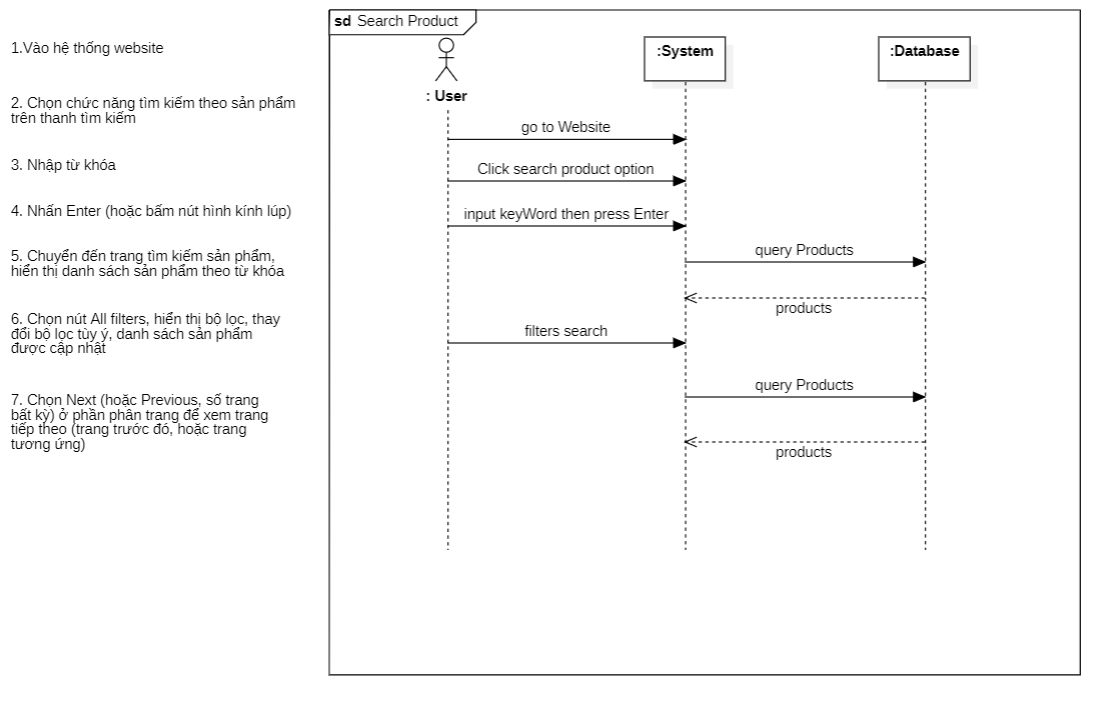 sd Search Product
1.Vào hệ thống website
:System
:Database
: User
2. Chọn chức năng tìm kiếm theo sản phẩm
trên thanh tìm kiếm
go to Website
3. Nhập từ khóa
Click search product option
4. Nhấn Enter (hoặc bấm nút hình kính lúp)
input keyWord then press Enter
5. Chuyển đến trang tìm kiếm sản phẩm,
hiển thị danh sách sản phẩm theo từ khóa
query Products
products
6. Chọn nút All filters, hiển thị bộ lọc, thay
đổi bộ lọc tùy ý, danh sách sản phẩm
được cập nhật
filters search
query Products
7. Chọn Next (hoặc Previous, số trang
bất kỳ) ở phần phân trang để xem trang
tiếp theo (trang trước đó, hoặc trang
tương ứng)
products